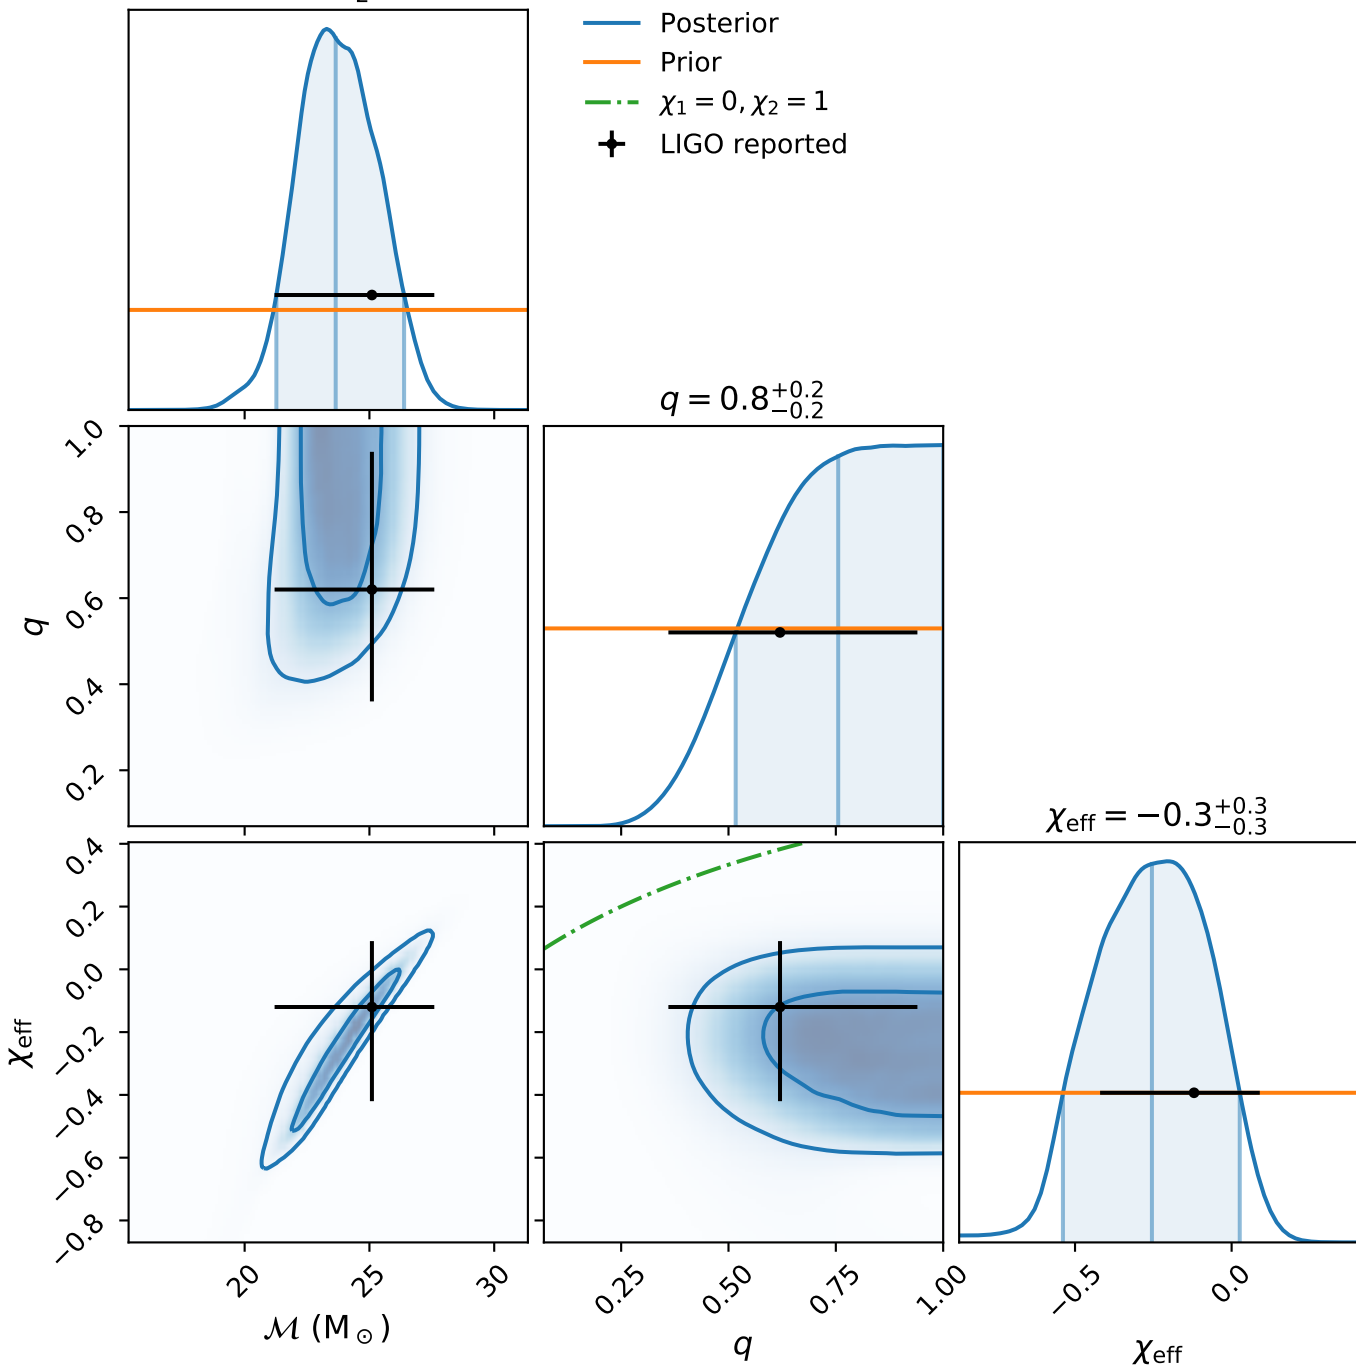 Posterior
Prior
χ₁ = 0, χ₂ = 1
LIGO reported
q = 0.8^{+0.2}_{-0.2}
1.0
0.8
0.6
0.4
0.2
q
χ_eff = −0.3^{+0.3}_{−0.3}
0.4
0.2
0.0
−0.2
−0.4
−0.6
−0.8
χ_eff
20
25
30
ℳ (M_⊙)
0.25
0.50
0.75
1.00
q
−0.5
0.0
χ_eff